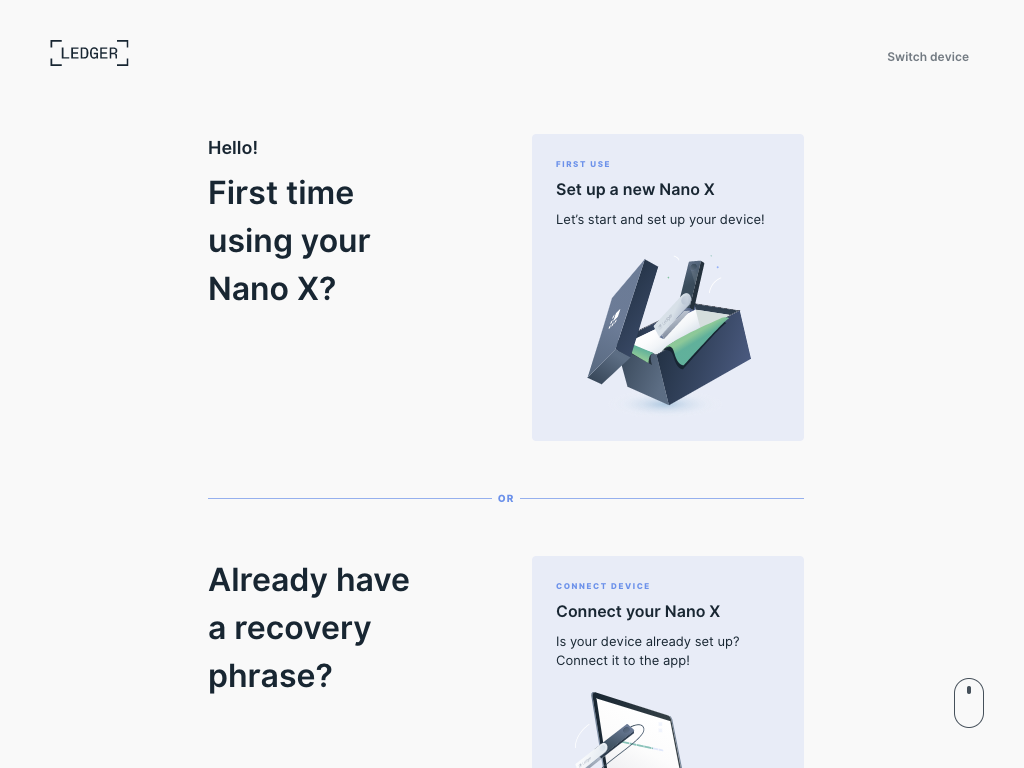 LEDGER
Switch device
Hello!
First time
using your
Nano X?
FIRST USE
Set up a new Nano X
Let's start and set up your device!
OR
Already have
a recovery
phrase?
CONNECT DEVICE
Connect your Nano X
Is your device already set up?
Connect it to the app!